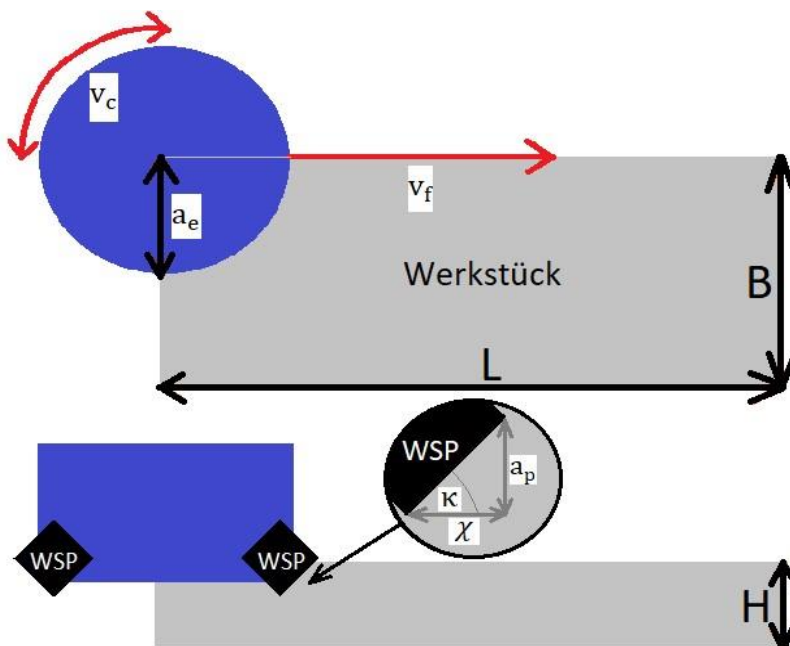 v_c
v_f
a_e
Werkstück
B
L
WSP
a_p
κ
χ
WSP
WSP
H